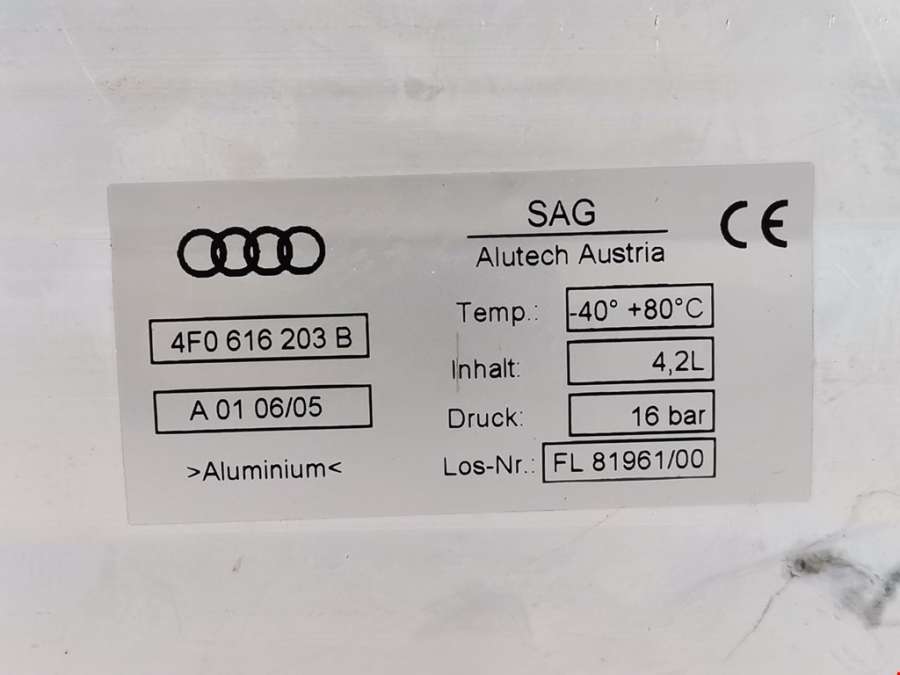 SAG
Alutech Austria
CE
4F0 616 203 B
A 01 06/05
>Aluminium<
Temp.: -40° +80°C
Inhalt: 4,2L
Druck: 16 bar
Los-Nr.: FL 81961/00